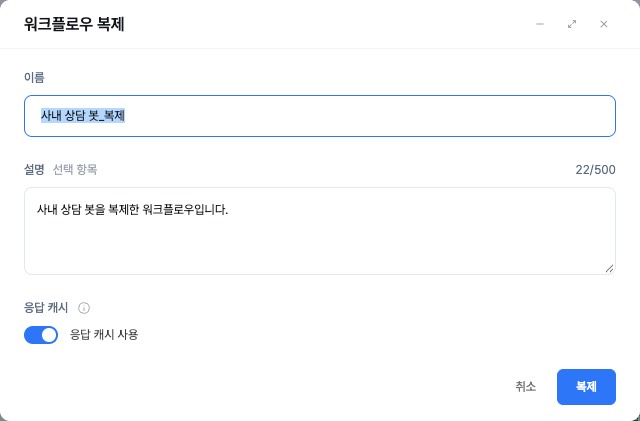 워크플로우 복제
이름
사내 상담 봇_복제
설명 선택 항목 22/500
사내 상담 봇을 복제한 워크플로우입니다.
응답 캐시
응답 캐시 사용
취소 복제